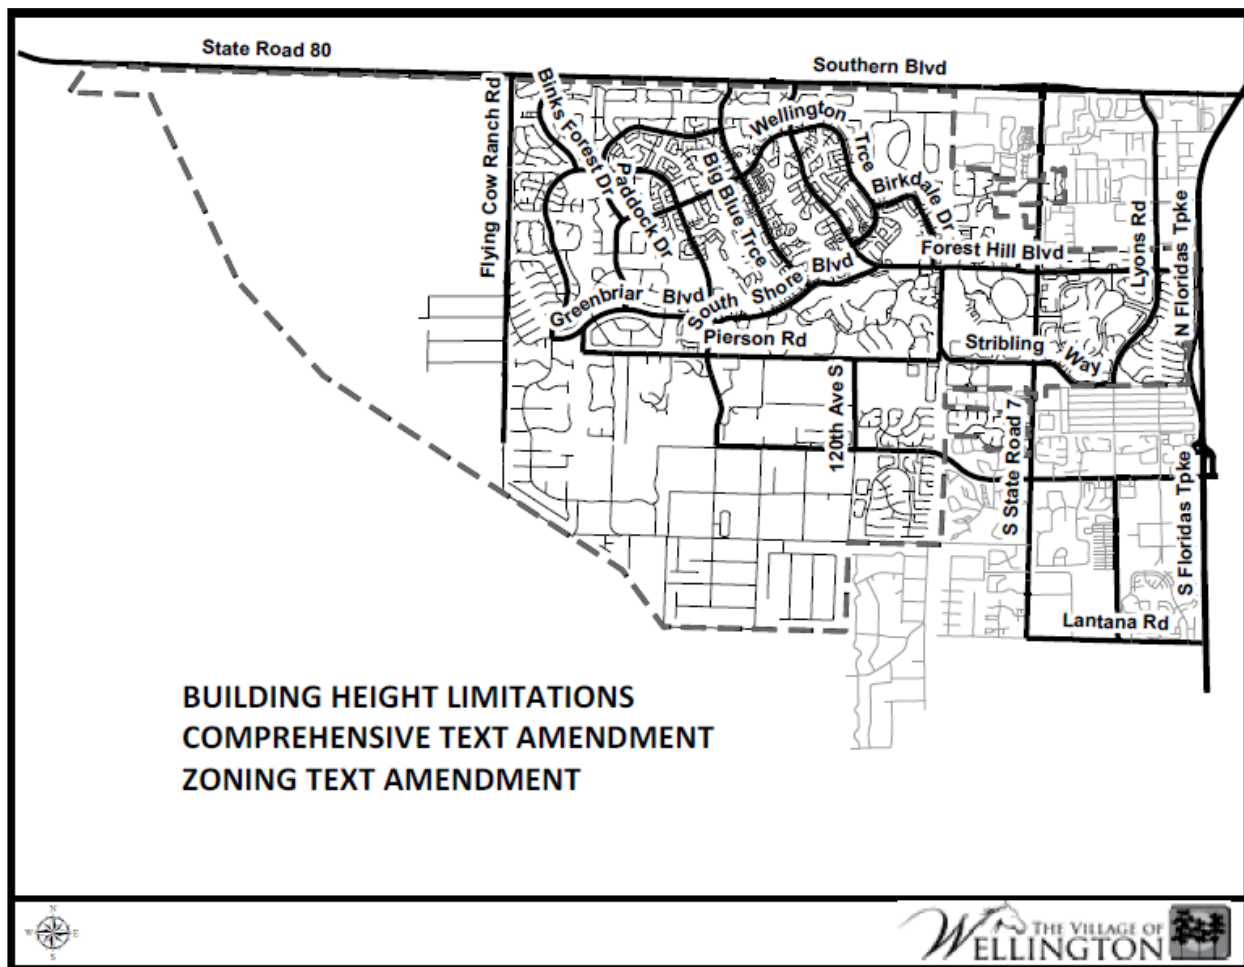 State Road 80
Southern Blvd
Flying Cow Ranch Rd
Binks Forest Dr
Paddock Dr
Big Blue Trce
Wellington Trce
Birkdale Dr
Forest Hill Blvd
Lyons Rd
N Floridas Tpke
Greenbriar Blvd
South Shore Blvd
Pierson Rd
Stribling Way
120th Ave S
S State Road 7
S Floridas Tpke
Lantana Rd
BUILDING HEIGHT LIMITATIONS
COMPREHENSIVE TEXT AMENDMENT
ZONING TEXT AMENDMENT
N
W
E
S
THE VILLAGE OF
WELLINGTON